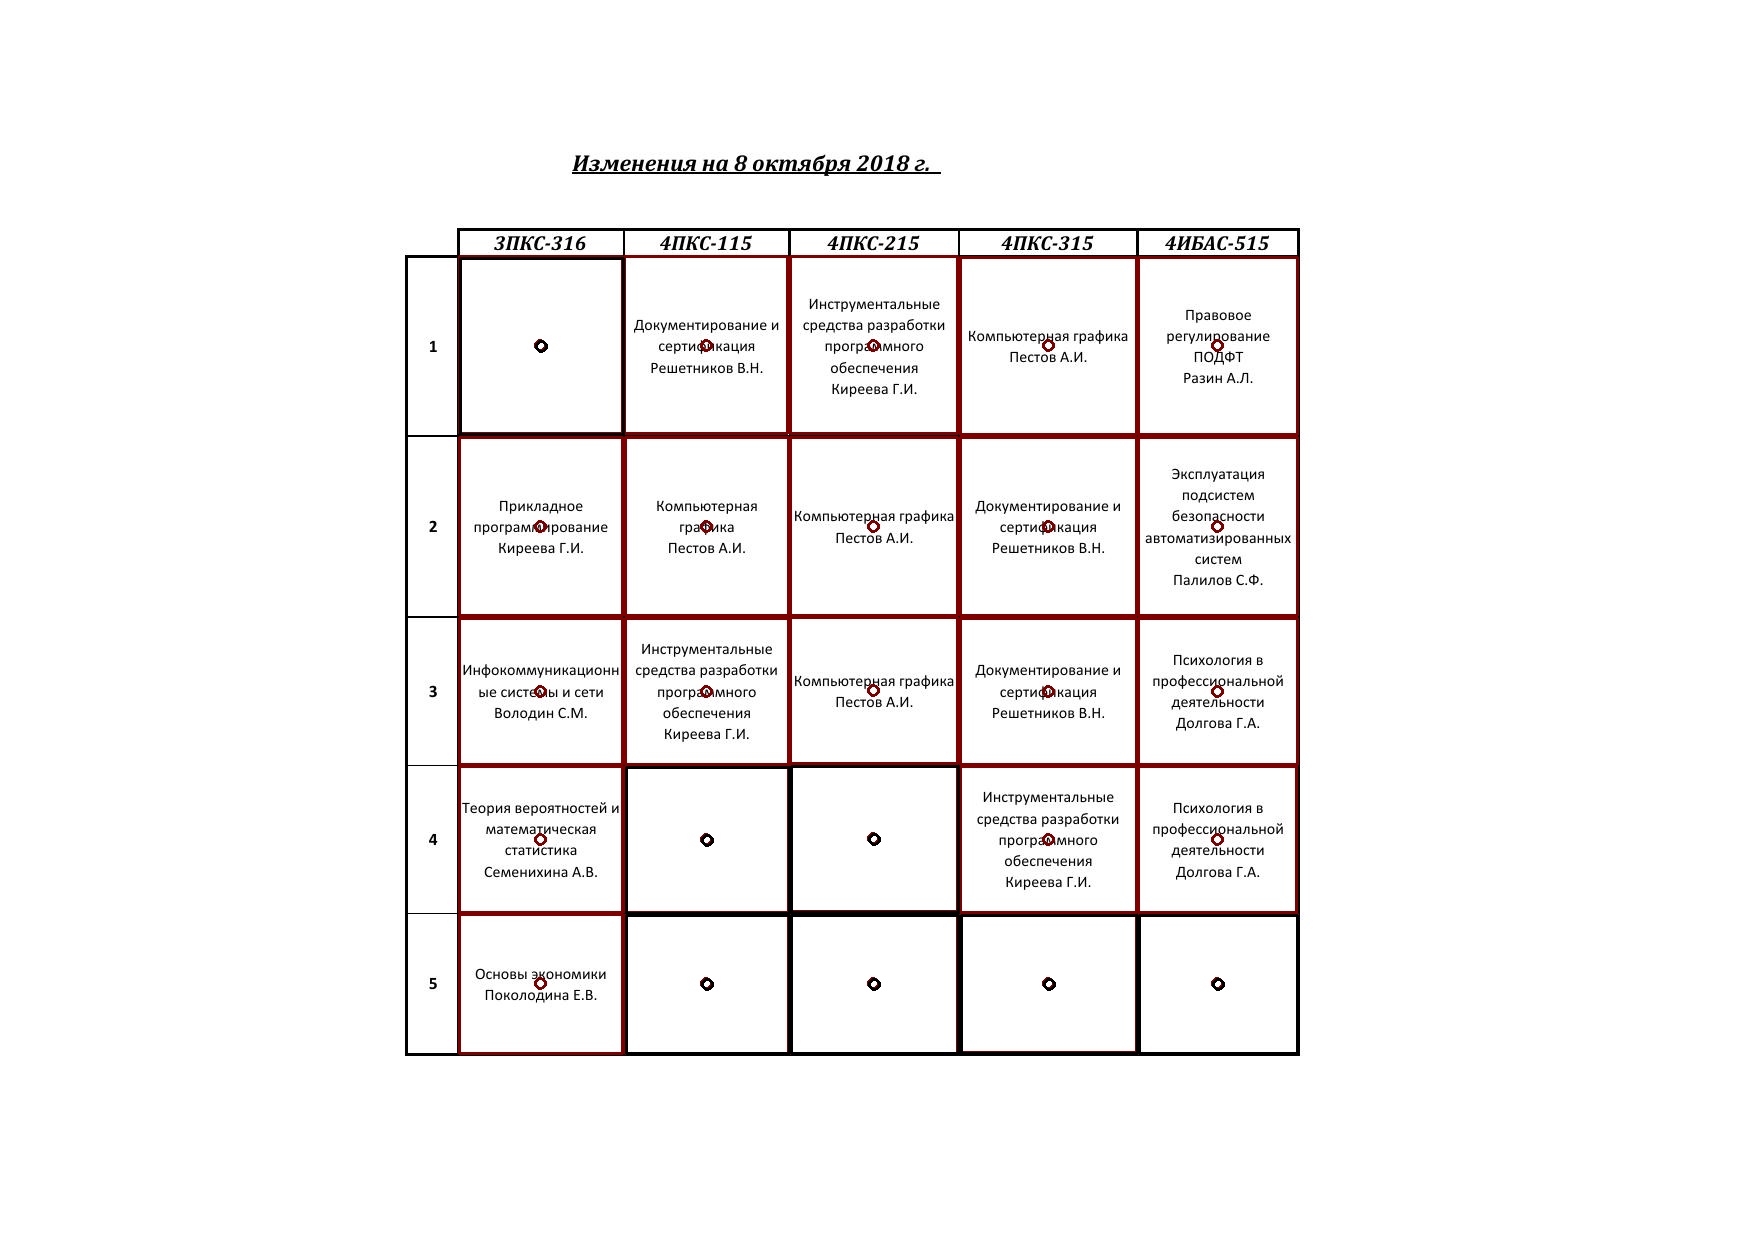 Изменения на 8 октября 2018 г.
3ПКС-316
4ПКС-115
4ПКС-215
4ПКС-315
4ИБАС-515
1
Документирование и
сертификация
Решетников В.Н.
Инструментальные
средства разработки
программного
обеспечения
Киреева Г.И.
Компьютерная графика
Пестов А.И.
Правовое
регулирование
ПОДФТ
Разин А.Л.
2
Прикладное
программирование
Киреева Г.И.
Компьютерная
графика
Пестов А.И.
Компьютерная графика
Пестов А.И.
Документирование и
сертификация
Решетников В.Н.
Эксплуатация
подсистем
безопасности
автоматизированных
систем
Палилов С.Ф.
3
Инфокоммуникационн
ые системы и сети
Володин С.М.
Инструментальные
средства разработки
программного
обеспечения
Киреева Г.И.
Компьютерная графика
Пестов А.И.
Документирование и
сертификация
Решетников В.Н.
Психология в
профессиональной
деятельности
Долгова Г.А.
4
Теория вероятностей и
математическая
статистика
Семенихина А.В.
Инструментальные
средства разработки
программного
обеспечения
Киреева Г.И.
Психология в
профессиональной
деятельности
Долгова Г.А.
5
Основы экономики
Поколодина Е.В.